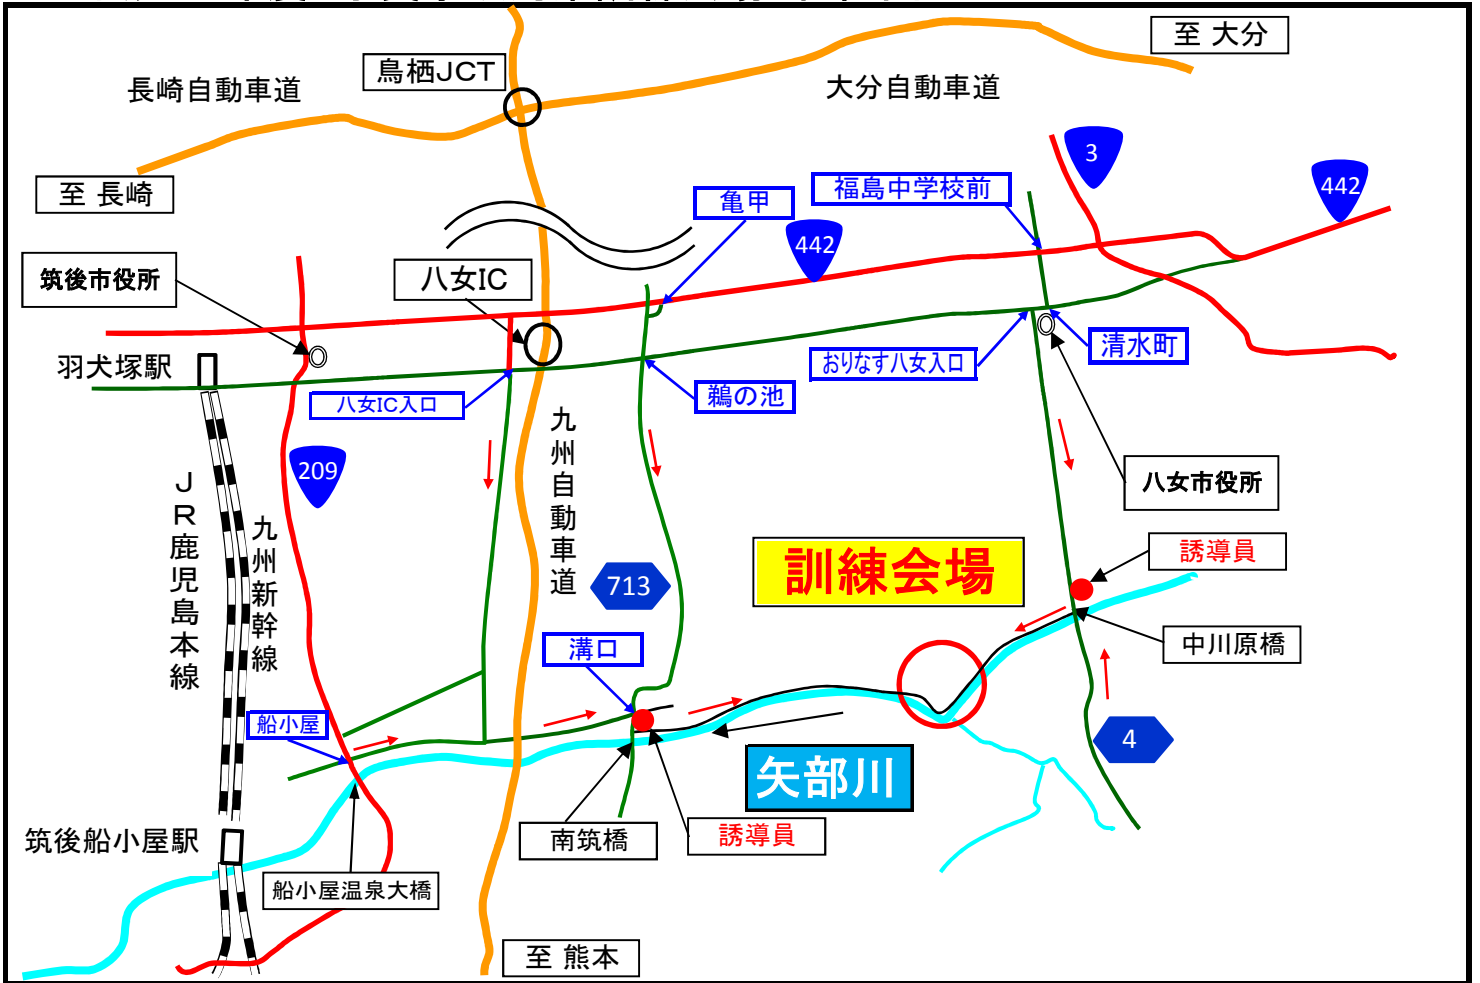 至 大分
鳥栖JCT
長崎自動車道
大分自動車道
3
至 長崎
福島中学校前
442
亀甲
442
筑後市役所
八女IC
羽犬塚駅
おりなす八女入口
清水町
八女IC入口
鵜の池
九州自動車道
209
JR鹿児島本線
九州新幹線
八女市役所
訓練会場
誘導員
713
溝口
中川原橋
船小屋
4
矢部川
筑後船小屋駅
南筑橋
誘導員
船小屋温泉大橋
至 熊本